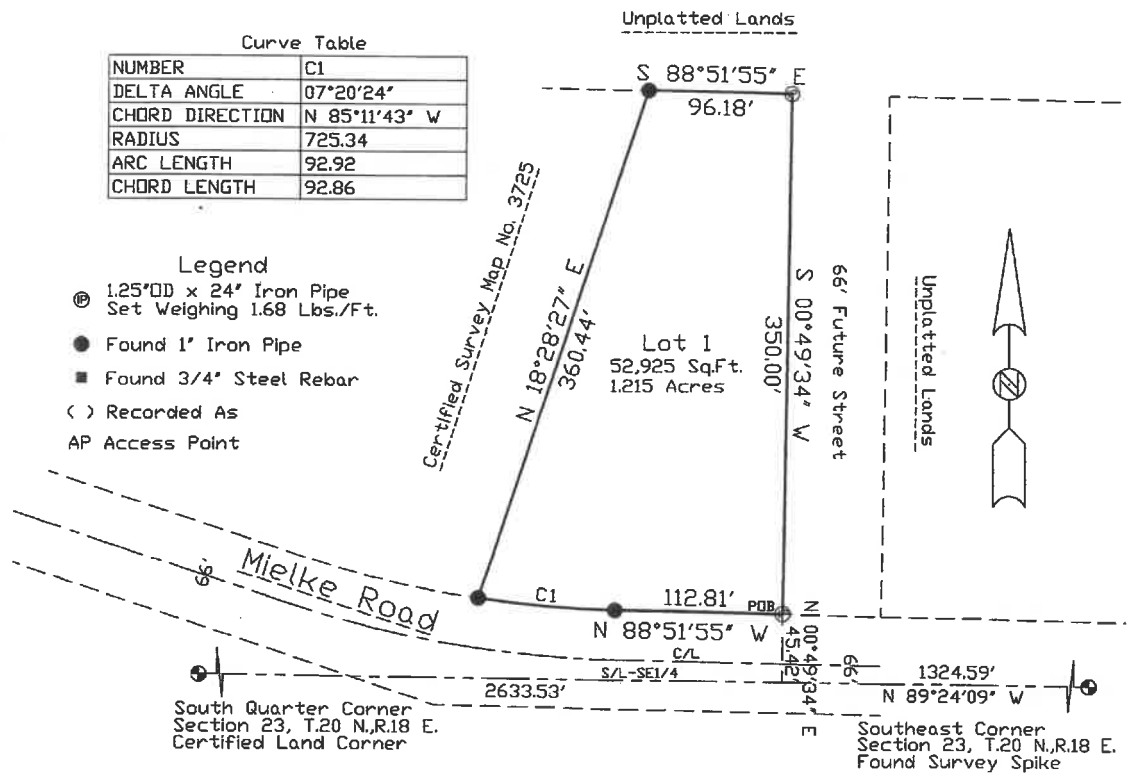 Unplatted Lands
Curve Table
NUMBER C1
DELTA ANGLE 07°20'24"
CHORD DIRECTION N 85°11'43" W
RADIUS 725.34
ARC LENGTH 92.92
CHORD LENGTH 92.86
S 88°51'55" E
96.18'
Legend
IP 1.25"OD x 24" Iron Pipe
Set Weighing 1.68 Lbs./Ft.
Found 1" Iron Pipe
Found 3/4" Steel Rebar
( ) Recorded As
AP Access Point
Certified Survey Map No. 3725
N 18°28'27" E
360.44'
Lot 1
52,925 Sq.Ft.
1.215 Acres
S 00°49'34" W
350.00'
66' Future Street
Unplatted Lands
N
Mielke Road
66'
C1
112.81'
POB
N 88°51'55" W
N 00°49'34" E
45.42'
66'
C/L
S/L-SE1/4
2633.53'
1324.59'
N 89°24'09" W
South Quarter Corner
Section 23, T.20 N.,R.18 E.
Certified Land Corner
Southeast Corner
Section 23, T.20 N.,R.18 E.
Found Survey Spike